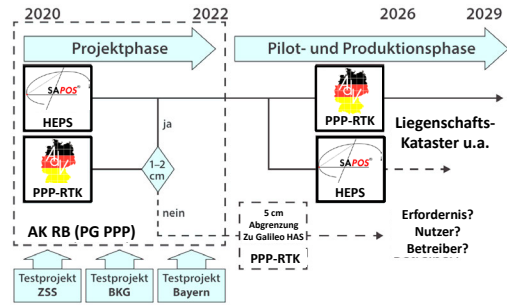 2020 2022 2026 2029
Projektphase Pilot- und Produktionsphase
SAPOS®
HEPS
ja
PPP-RTK
1–2
cm
nein
AK RB (PG PPP)
PPP-RTK
Liegenschafts-
Kataster u.a.
SAPOS®
HEPS
5 cm
Abgrenzung
Zu Galileo HAS
PPP-RTK
Erfordernis?
Nutzer?
Betreiber?
Testprojekt
ZSS
Testprojekt
BKG
Testprojekt
Bayern